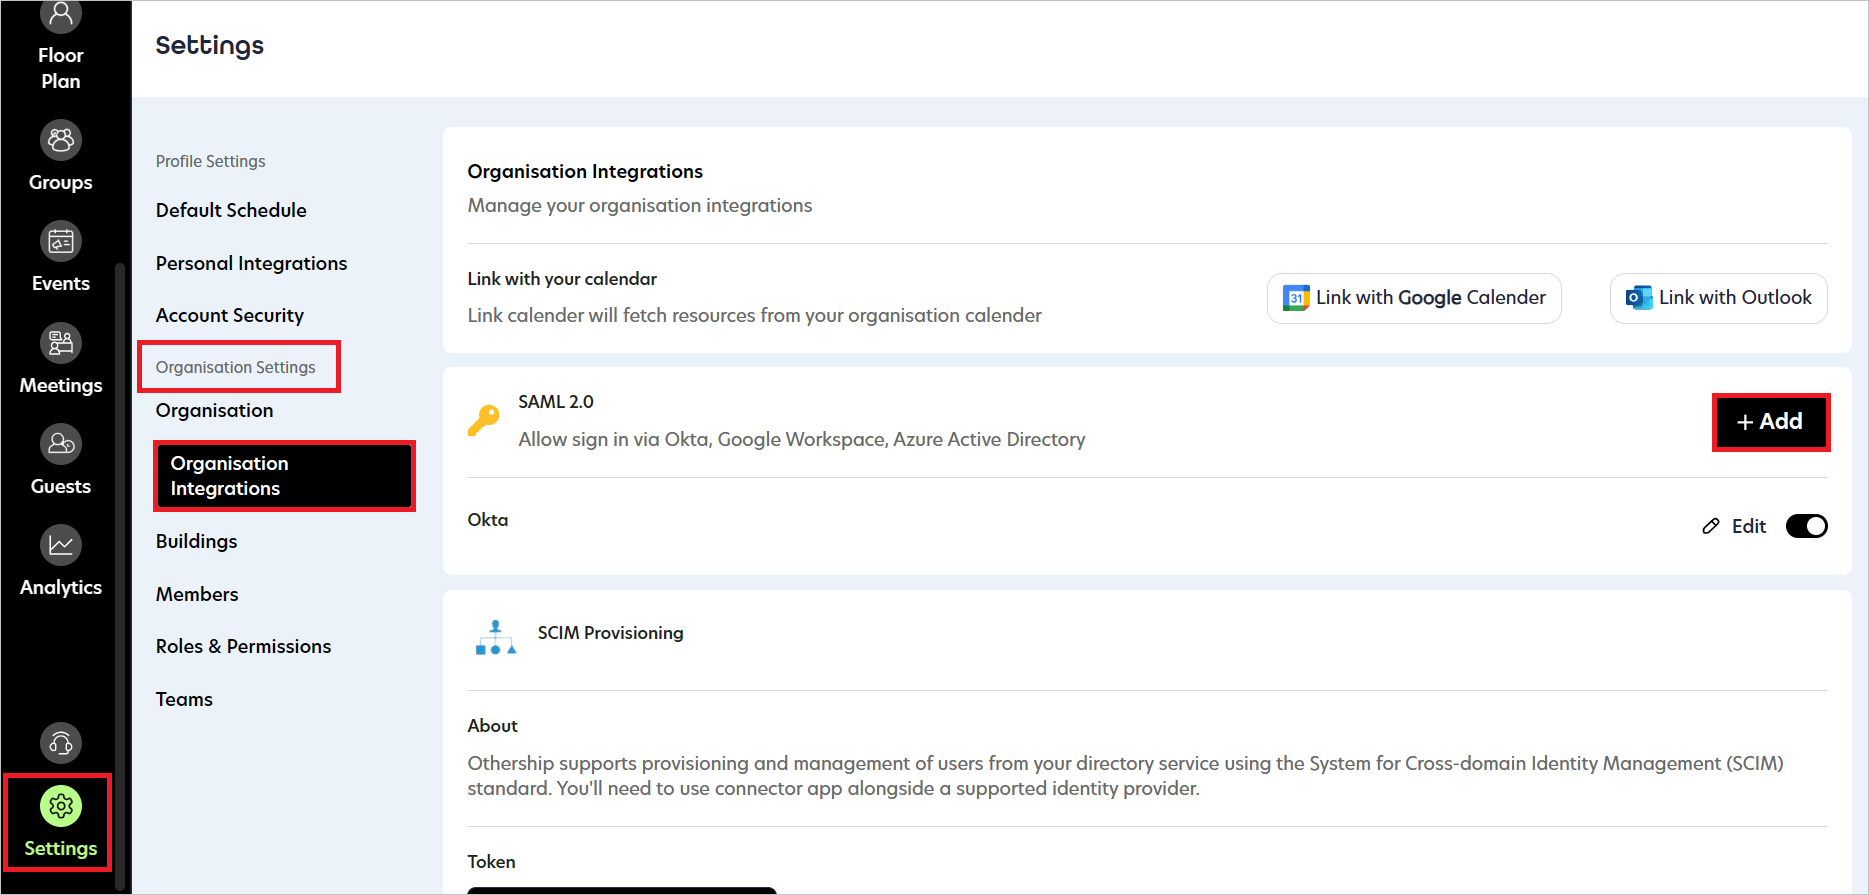 Floor
Plan
Groups
Events
Meetings
Guests
Analytics
Settings
Settings
Profile Settings
Default Schedule
Personal Integrations
Account Security
Organisation Settings
Organisation
Organisation
Integrations
Buildings
Members
Roles & Permissions
Teams
Organisation Integrations
Manage your organisation integrations
Link with your calendar
Link calender will fetch resources from your organisation calender
31 Link with Google Calender
Link with Outlook
SAML 2.0
Allow sign in via Okta, Google Workspace, Azure Active Directory
+ Add
Okta
Edit
SCIM Provisioning
About
Othership supports provisioning and management of users from your directory service using the System for Cross-domain Identity Management (SCIM)
standard. You'll need to use connector app alongside a supported identity provider.
Token